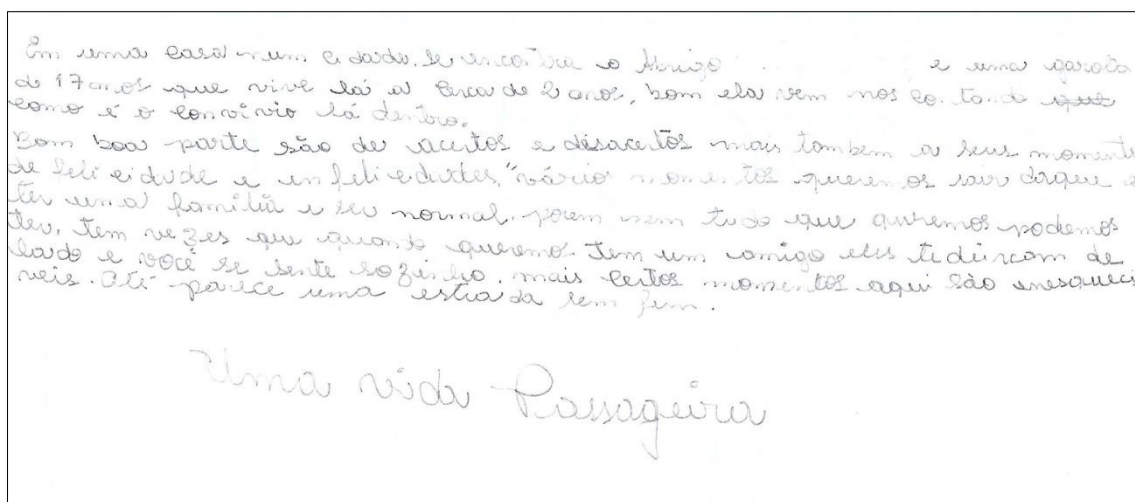 Em uma casa num cidade, se encontra o Abrigo e uma garota
de 17 anos que vive lá a cerca de 2 anos, bom ela vem nos contando que
como é o convívio lá dentro.
Bom boa parte são de acertos e desacertos mais tambem a seus momento
de felicidade e infelicidades, "vários momentos queremos sair daqui e
ter uma familia e ser normal, porem nem tudo que queremos podemos
ter, tem vezes que quando queremos tem um amigo eles te deixam de
lado e você se sente sozinho, mais certos momentos aqui são inesqueci
veis. Até parece uma estrada sem fim.
Uma vida Passageira